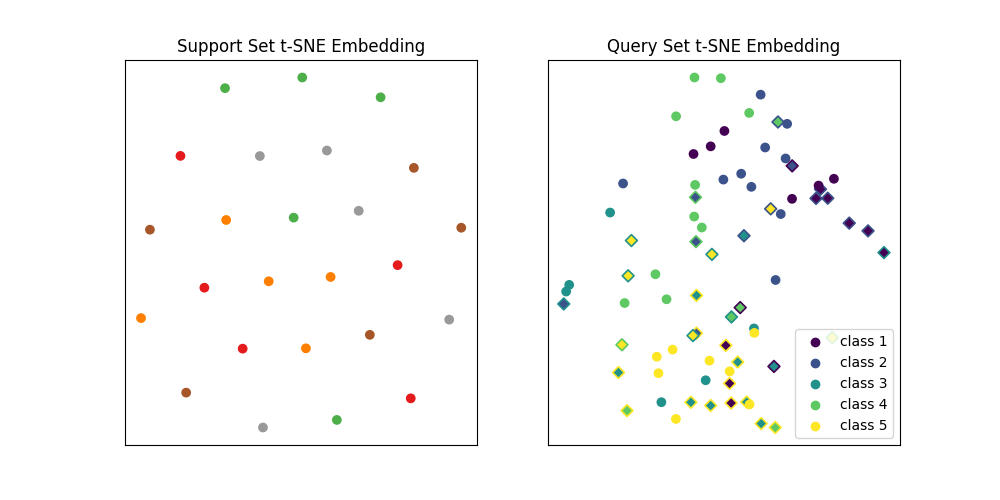 Support Set t-SNE Embedding
Query Set t-SNE Embedding
class 1
class 2
class 3
class 4
class 5